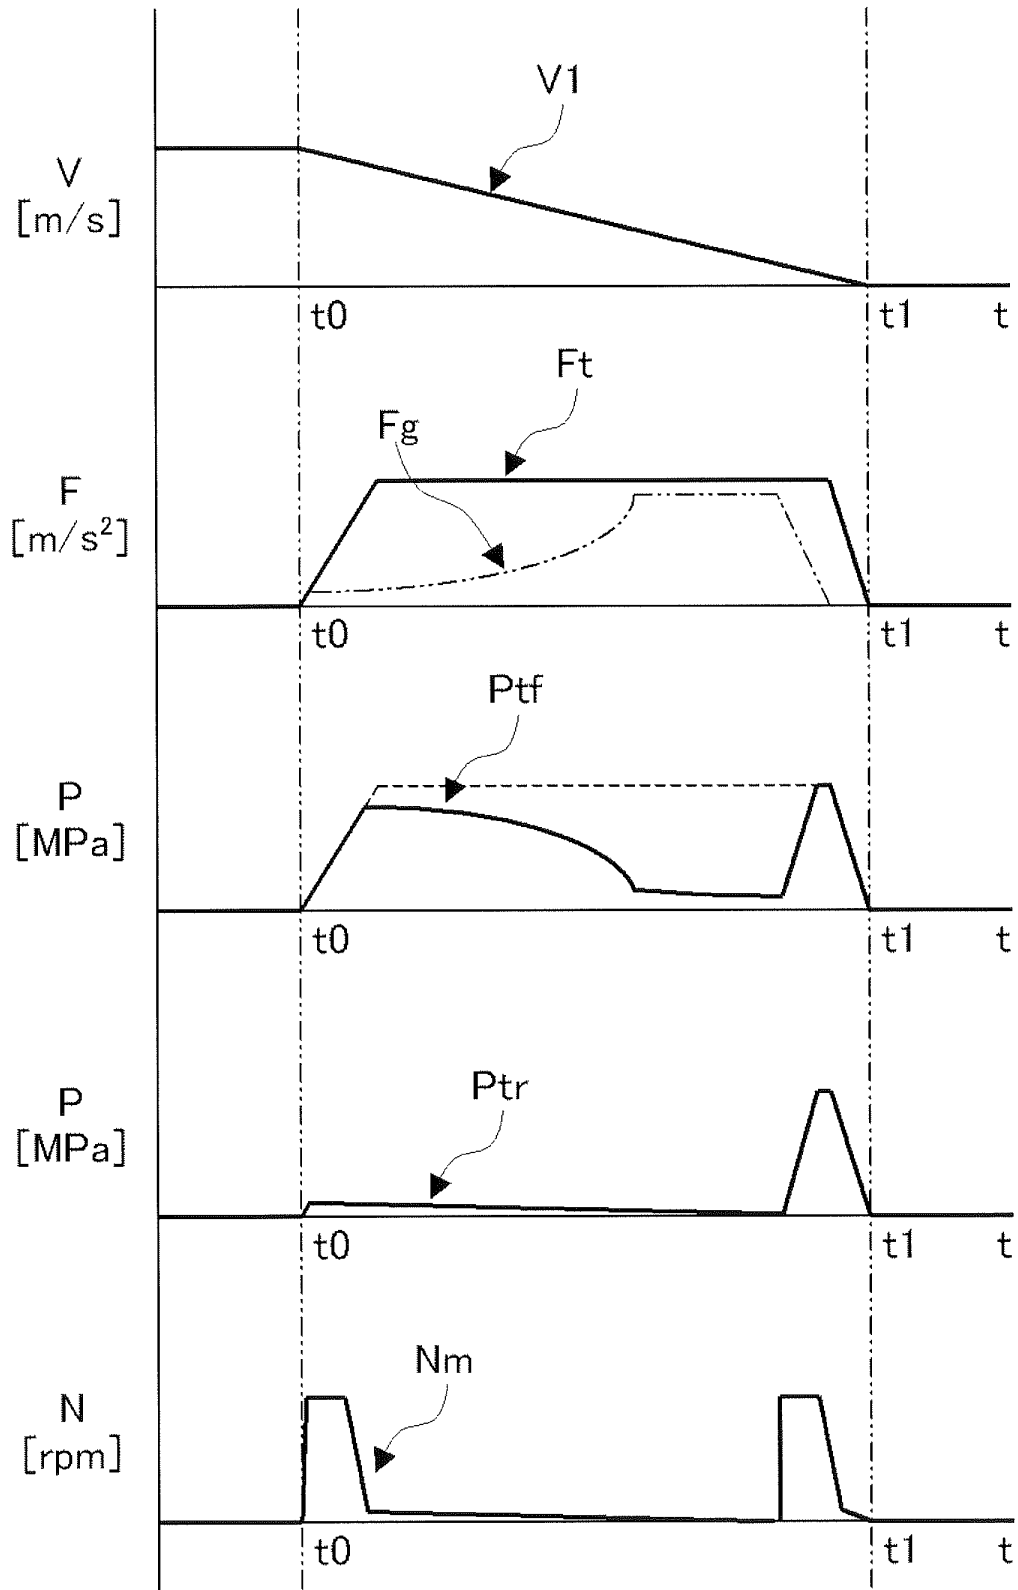 V1
V
[m/s]
t0 t1 t
Ft
Fg
F
[m/s²]
t0 t1 t
Ptf
P
[MPa]
t0 t1 t
Ptr
P
[MPa]
t0 t1 t
Nm
N
[rpm]
t0 t1 t